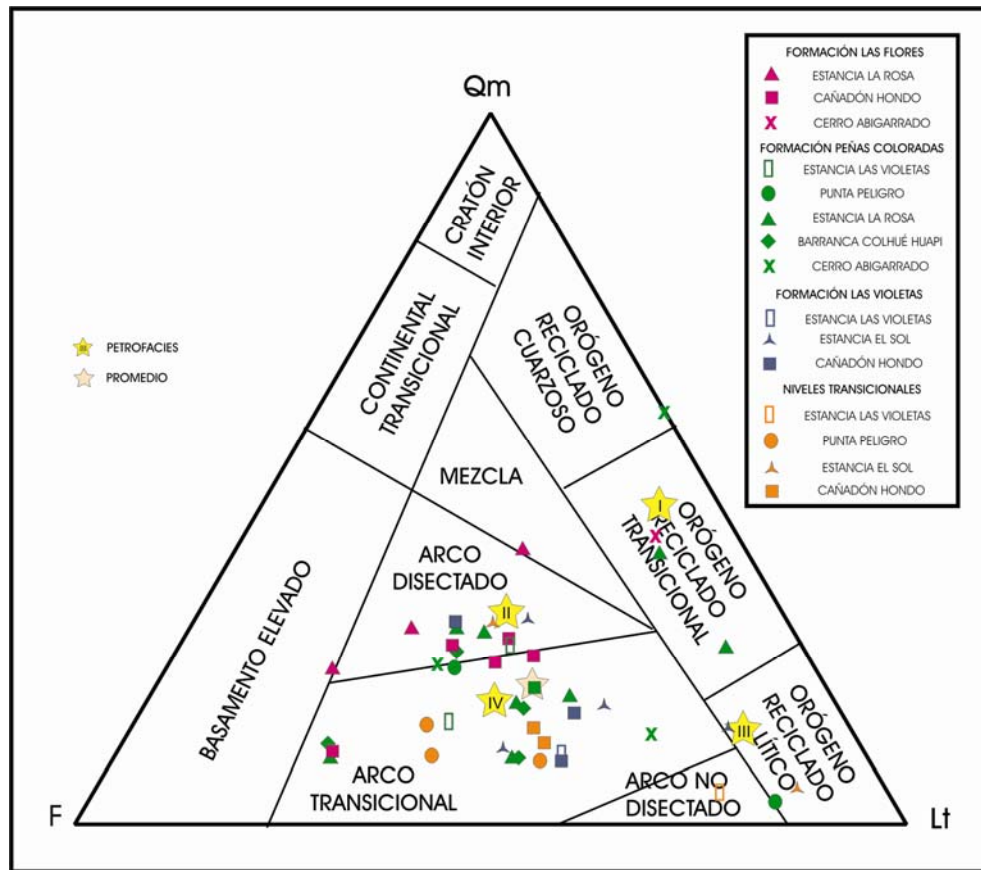 Qm
CRATÓN
INTERIOR
CONTINENTAL
TRANSICIONAL
ORÓGENO
RECICLADO
CUARZOSO
MEZCLA
ARCO
DISECTADO
BASAMENTO ELEVADO
ORÓGENO
RECICLADO
TRANSICIONAL
ORÓGENO
RECICLADO
LÍTICO
ARCO
TRANSICIONAL
ARCO NO
DISECTADO
F
Lt
I
II
III
IV
III
PETROFACIES
PROMEDIO
FORMACIÓN LAS FLORES
ESTANCIA LA ROSA
CAÑADÓN HONDO
X CERRO ABIGARRADO
FORMACIÓN PEÑAS COLORADAS
ESTANCIA LAS VIOLETAS
PUNTA PELIGRO
ESTANCIA LA ROSA
BARRANCA COLHUÉ HUAPI
X CERRO ABIGARRADO
FORMACIÓN LAS VIOLETAS
ESTANCIA LAS VIOLETAS
ESTANCIA EL SOL
CAÑADÓN HONDO
NIVELES TRANSICIONALES
ESTANCIA LAS VIOLETAS
PUNTA PELIGRO
ESTANCIA EL SOL
CAÑADÓN HONDO